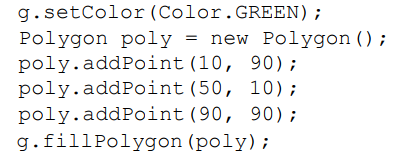 g.setColor(Color.GREEN);
Polygon poly = new Polygon();
poly.addPoint(10, 90);
poly.addPoint(50, 10);
poly.addPoint(90, 90);
g.fillPolygon(poly);